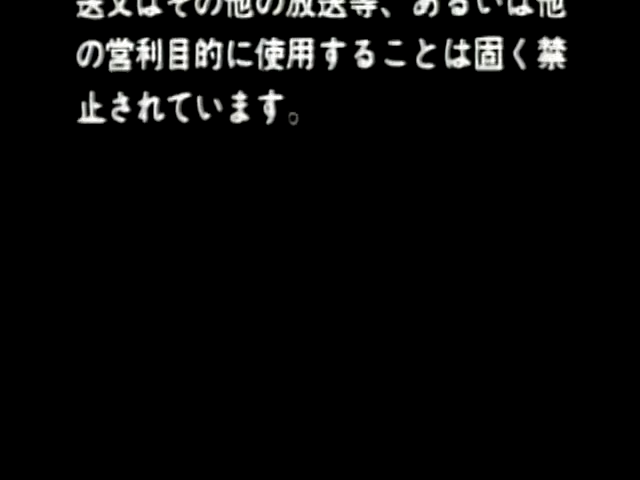 送又はその他の放送等、あるいは他
の営利目的に使用することは固く禁
止されています。